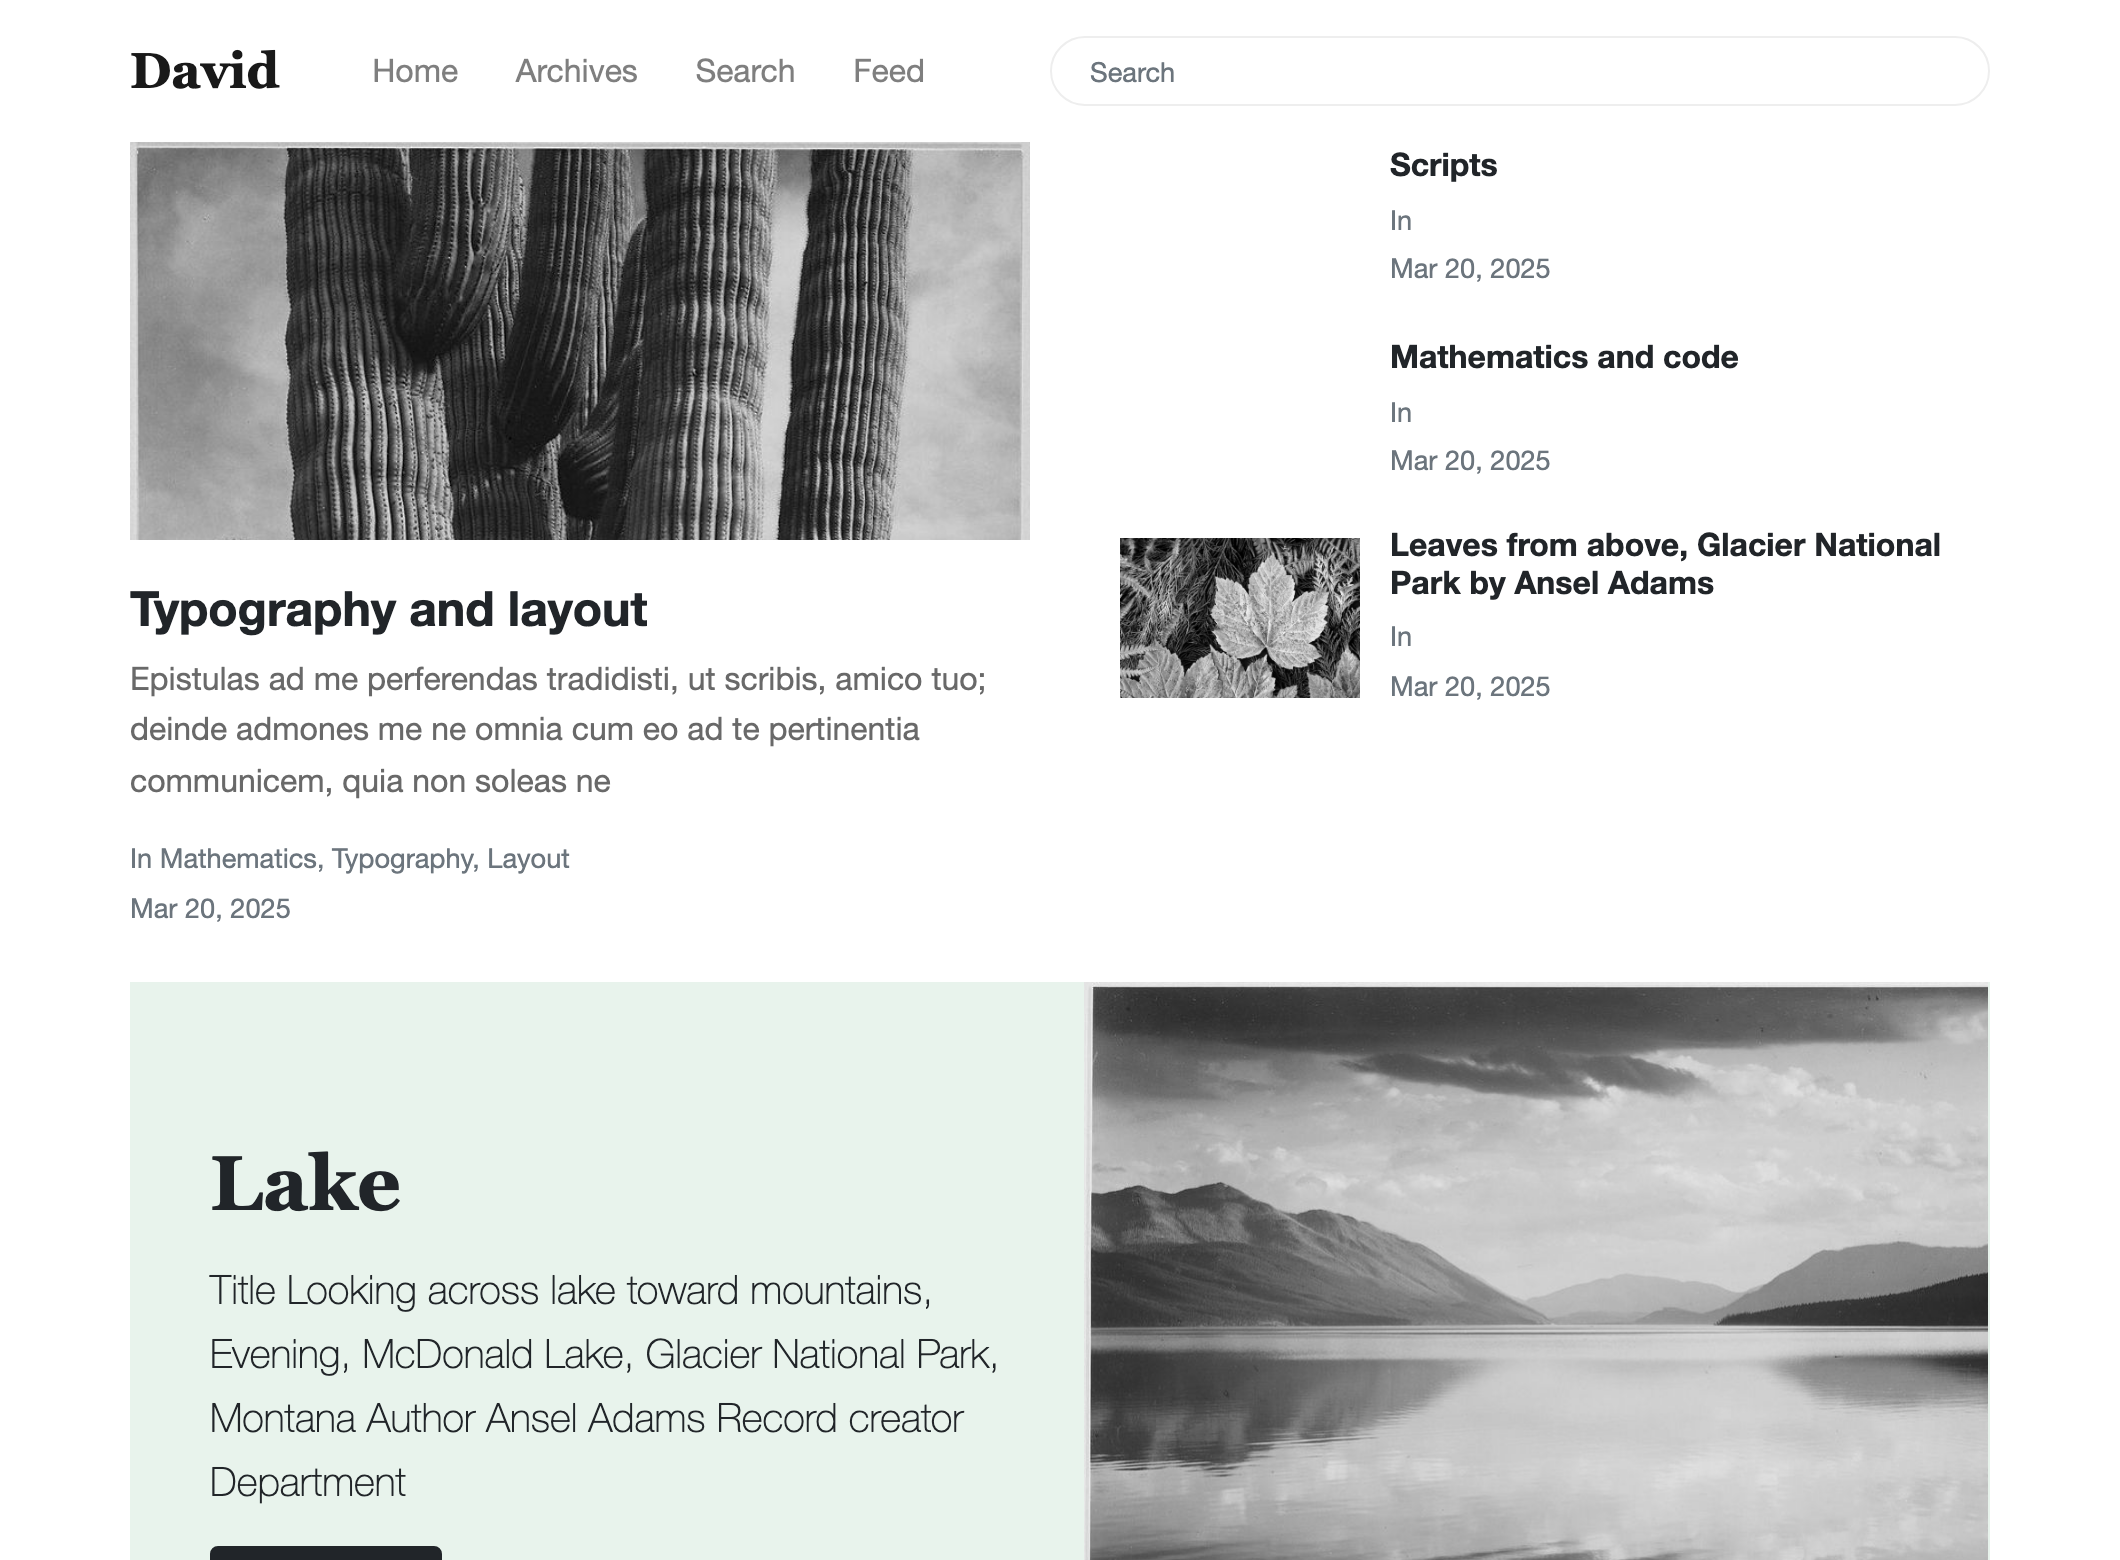 David
Home
Archives
Search
Feed
Search
Typography and layout
Epistulas ad me perferendas tradidisti, ut scribis, amico tuo;
deinde admones me ne omnia cum eo ad te pertinentia
communicem, quia non soleas ne
In Mathematics, Typography, Layout
Mar 20, 2025
Scripts
In
Mar 20, 2025
Mathematics and code
In
Mar 20, 2025
Leaves from above, Glacier National
Park by Ansel Adams
In
Mar 20, 2025
Lake
Title Looking across lake toward mountains,
Evening, McDonald Lake, Glacier National Park,
Montana Author Ansel Adams Record creator
Department